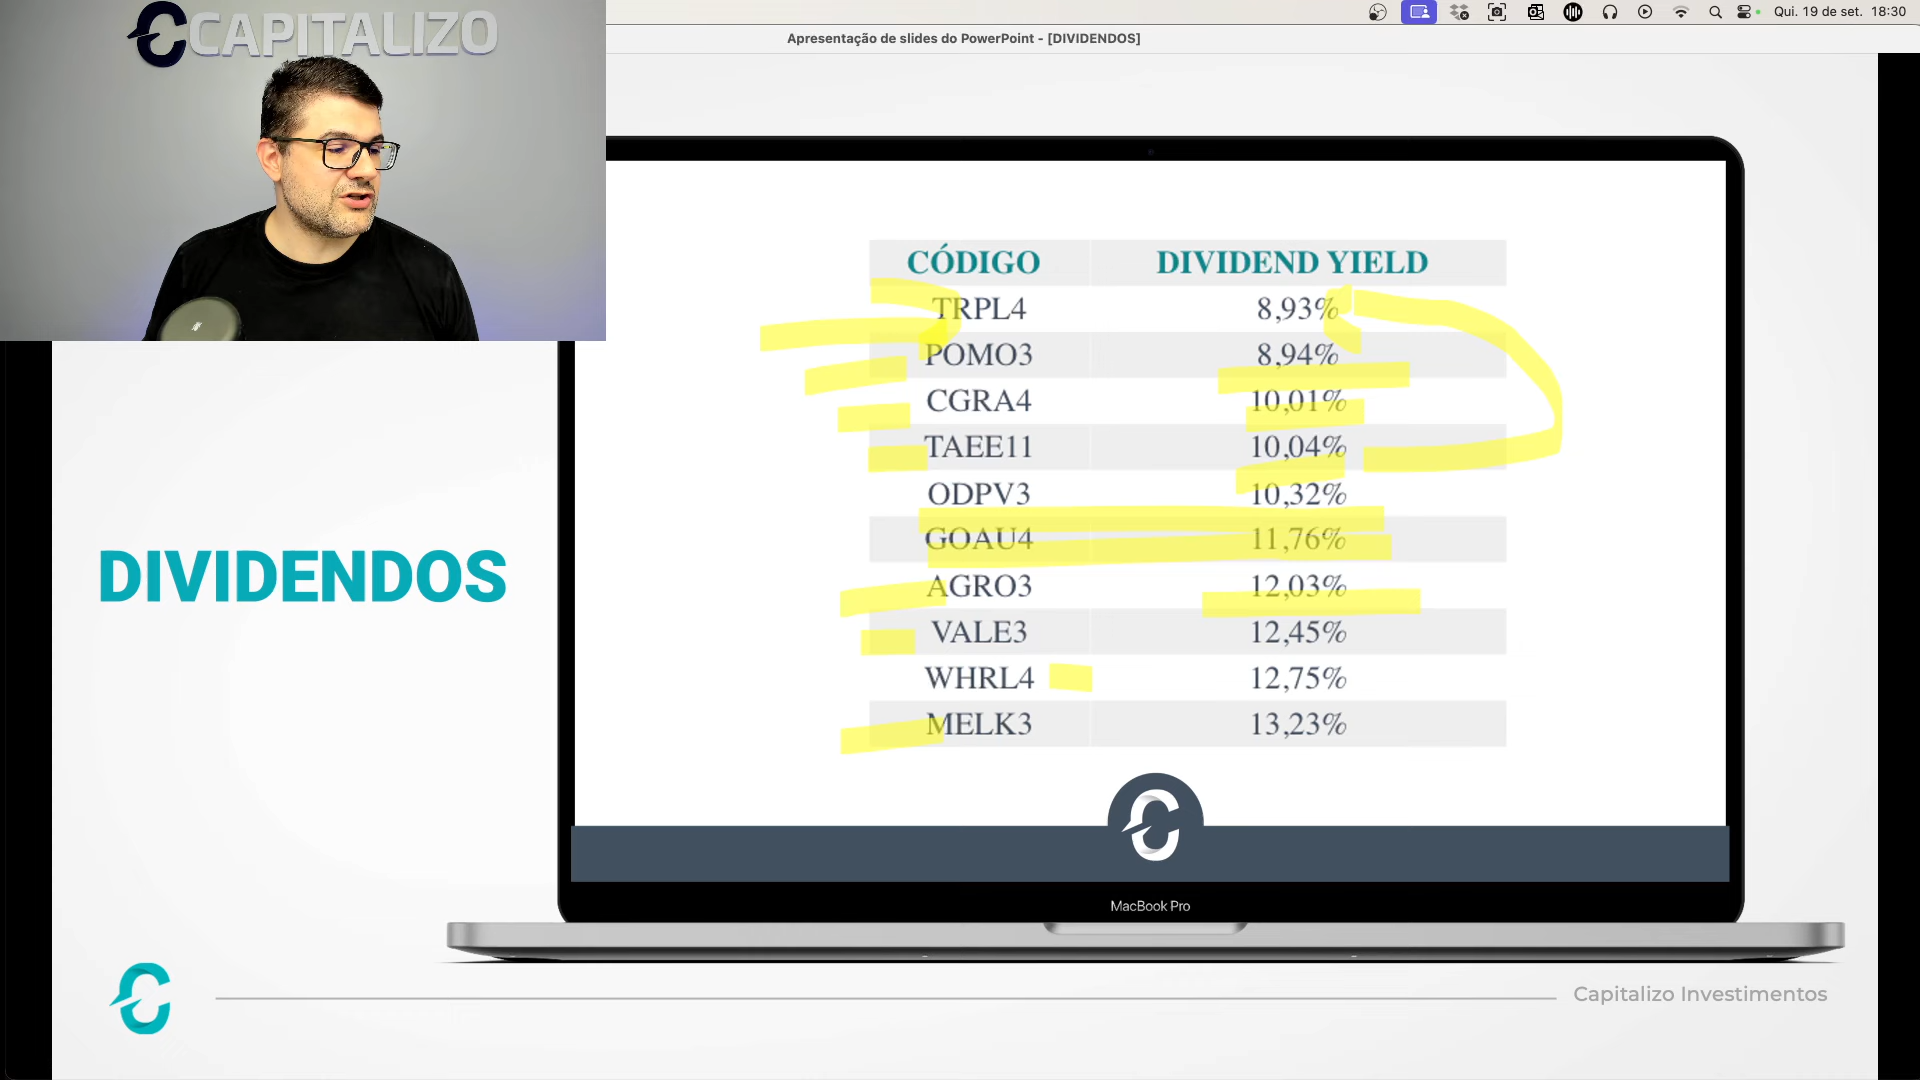 CAPITALIZO
Qui. 19 de set. 18:30
Apresentação de slides do PowerPoint - [DIVIDENDOS]
CÓDIGO DIVIDEND YIELD
TRPL4 8,93%
POMO3 8,94%
CGRA4 10,01%
TAEE11 10,04%
ODPV3 10,32%
GOAU4 11,76%
AGRO3 12,03%
VALE3 12,45%
WHRL4 12,75%
MELK3 13,23%
DIVIDENDOS
MacBook Pro
Capitalizo Investimentos